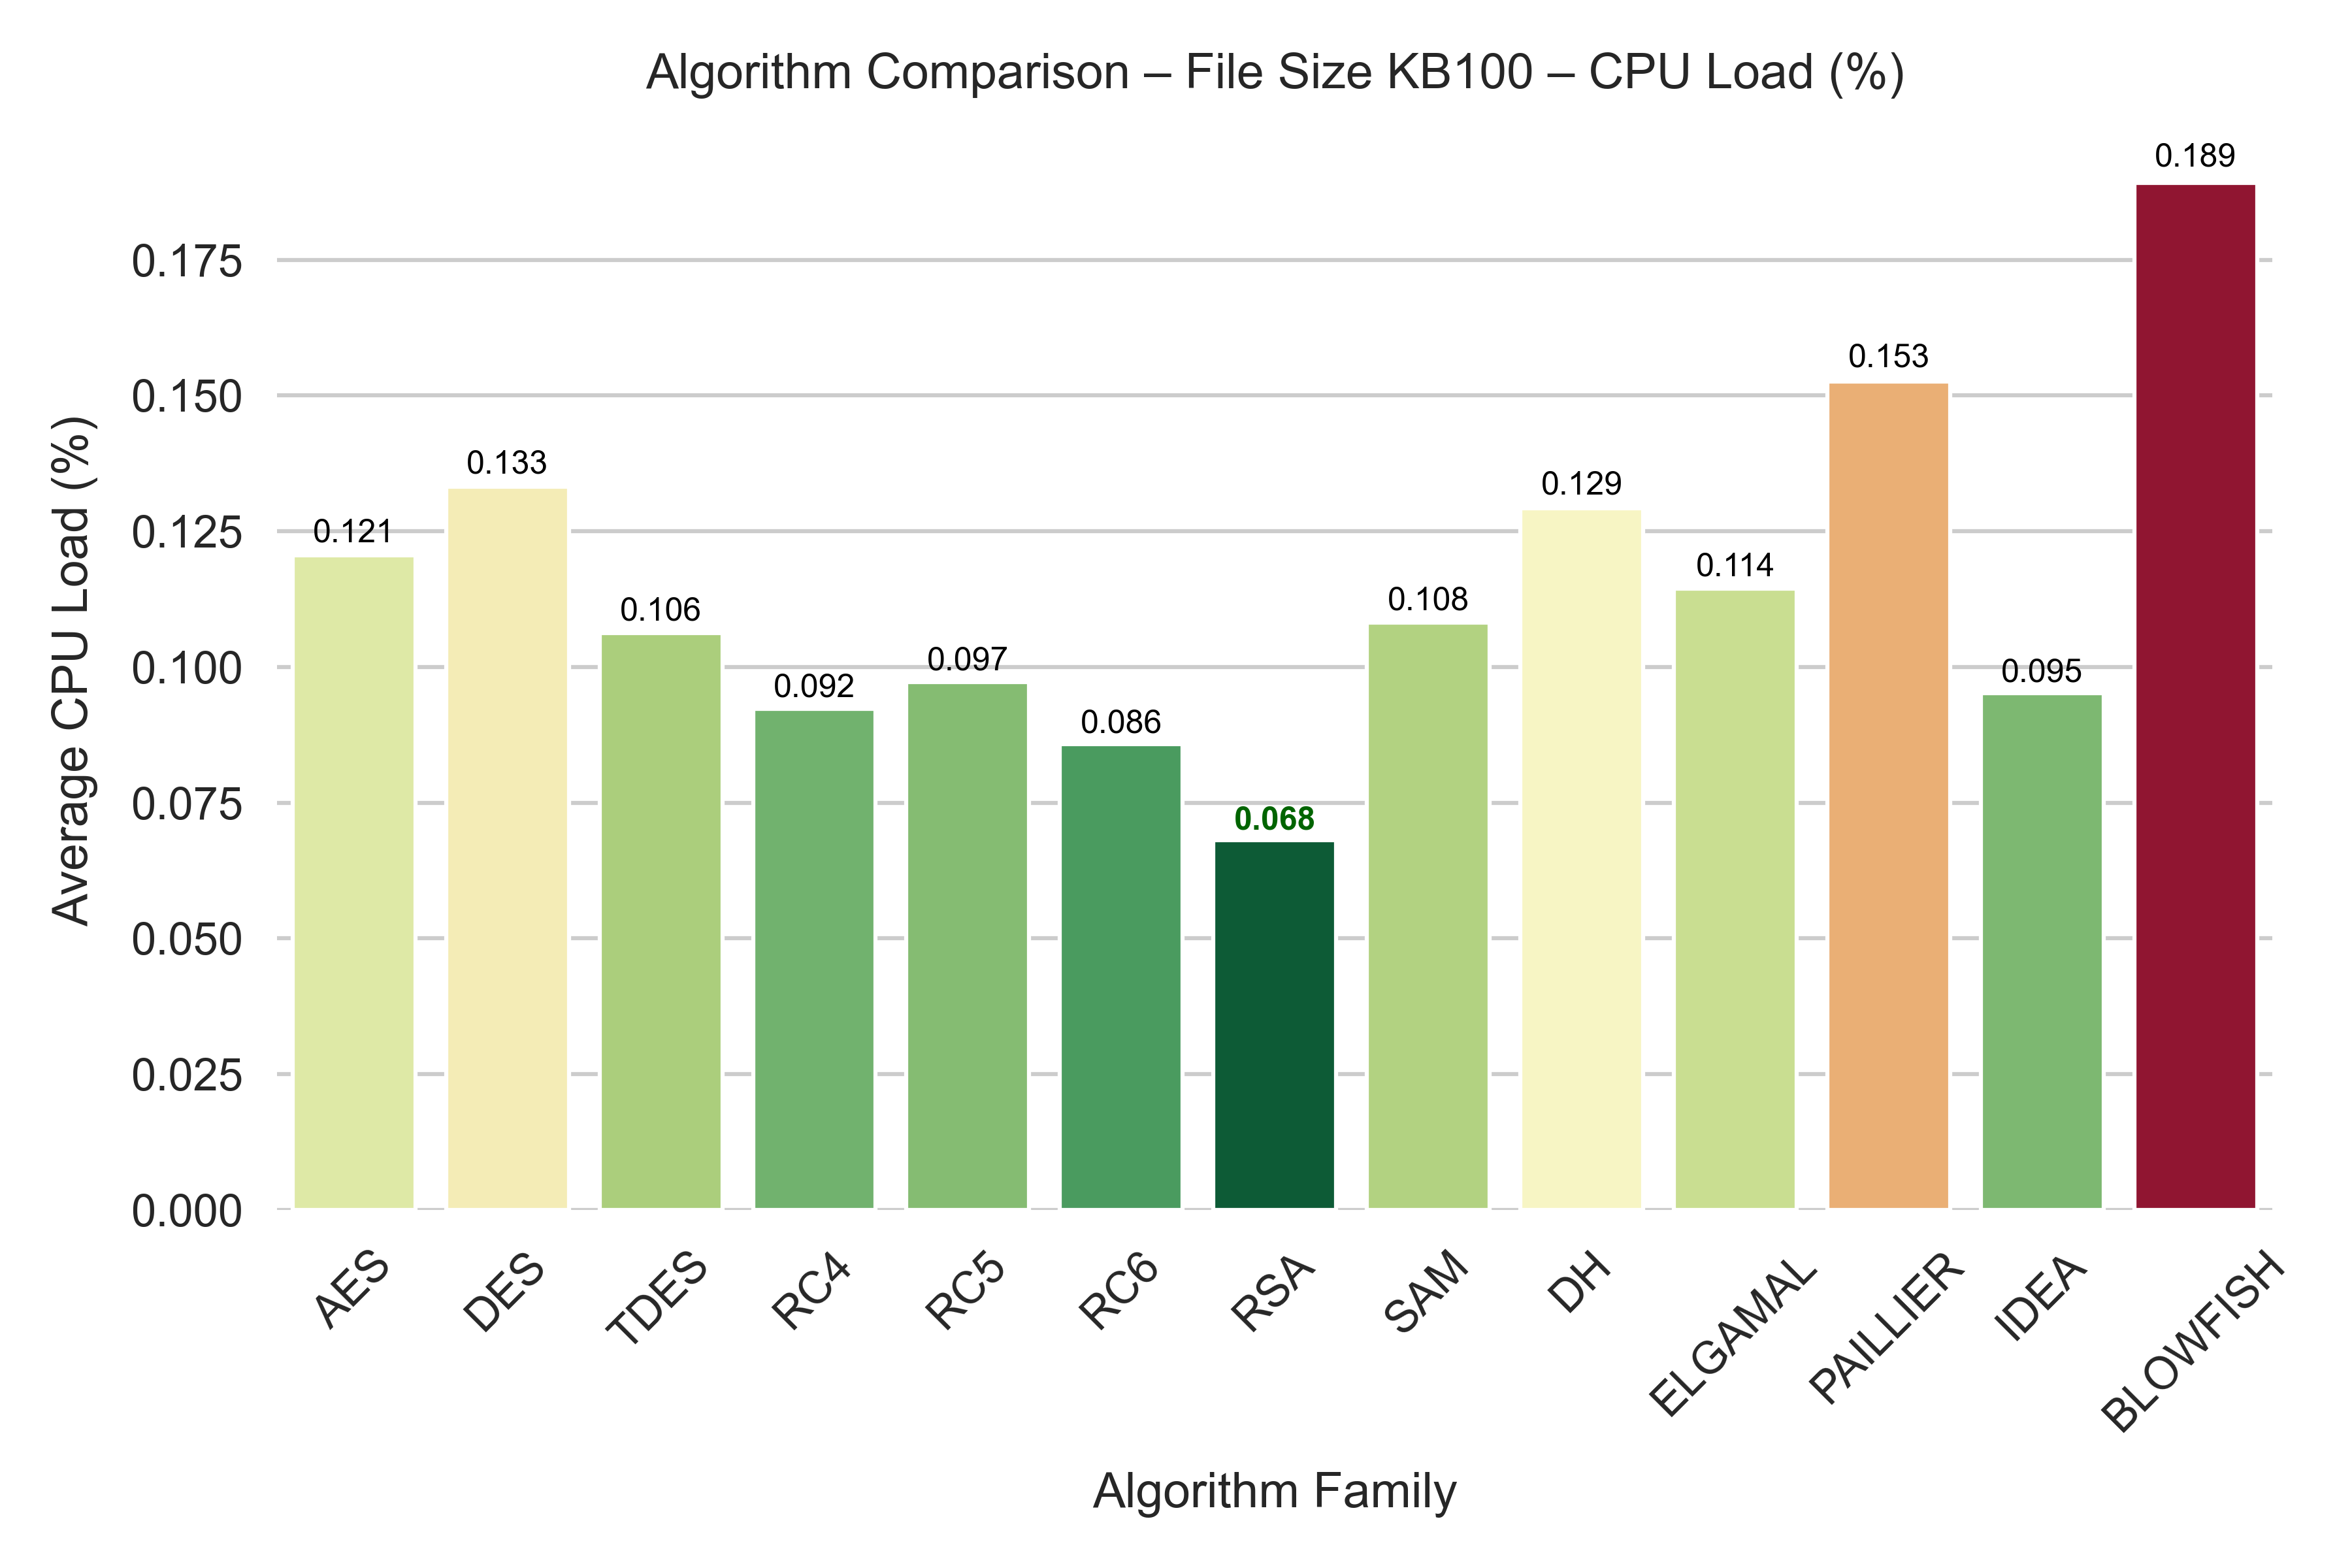 Algorithm Comparison – File Size KB100 – CPU Load (%)
Average CPU Load (%)
0.175
0.150
0.125
0.100
0.075
0.050
0.025
0.000
0.121
0.133
0.106
0.092
0.097
0.086
0.068
0.108
0.129
0.114
0.153
0.095
0.189
AES
DES
TDES
RC4
RC5
RC6
RSA
SAM
DH
ELGAMAL
PAILLIER
IDEA
BLOWFISH
Algorithm Family